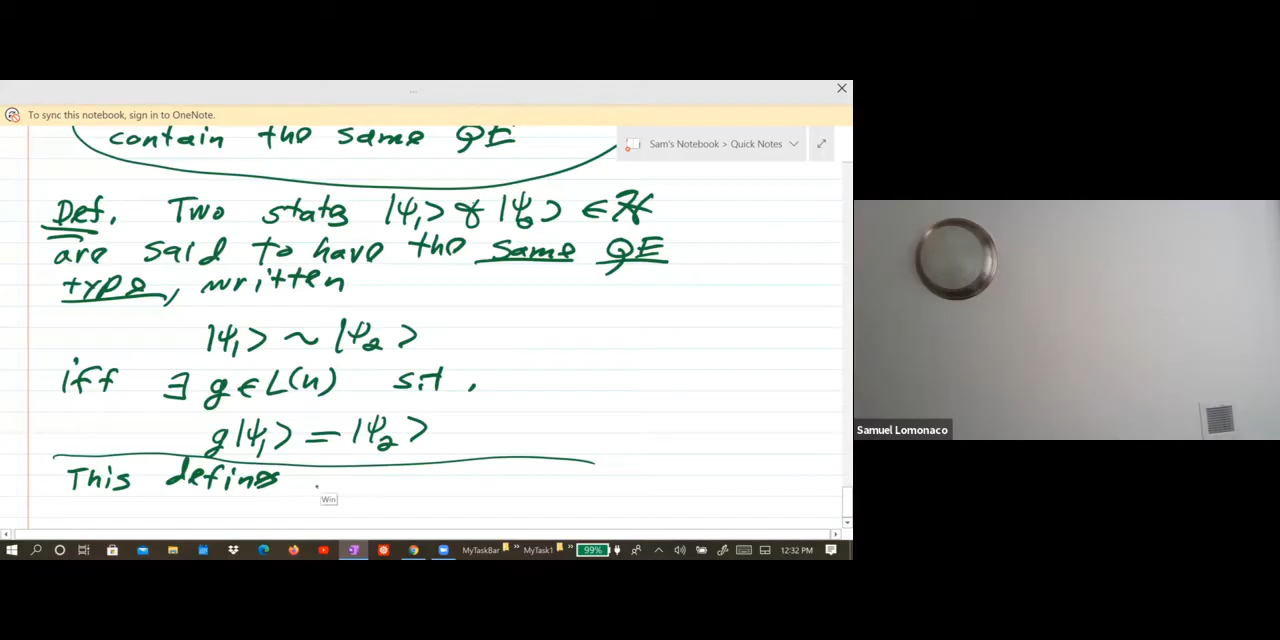 ...
To sync this notebook, sign in to OneNote.
contain the same QE
Sam's Notebook > Quick Notes
Def. Two states |ψ₁> & |ψ₂> ∈ ℋ
are said to have the same QE
type, written
|ψ₁> ~ |ψ₂>
iff ∃ g ∈ L(n) s.t.
g|ψ₁> = |ψ₂>
This defines
Win
Samuel Lomonaco
MyTaskBar » MyTask1 » 99% 12:32 PM